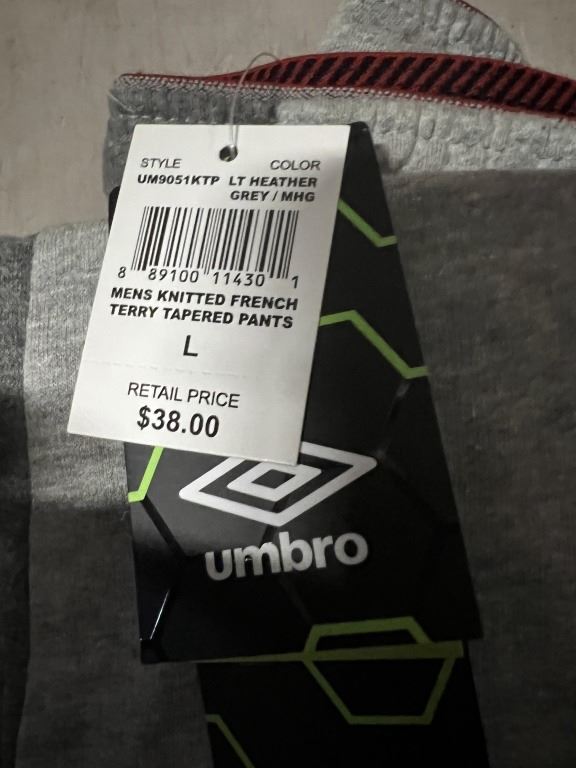 STYLE COLOR
UM9051KTP LT HEATHER
GREY / MHG
8 89100 11430 1
MENS KNITTED FRENCH
TERRY TAPERED PANTS
L
RETAIL PRICE
$38.00
umbro